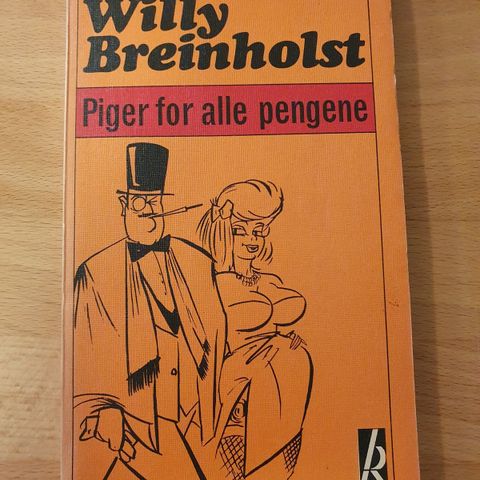 Willy
Breinholst
Piger for alle pengene